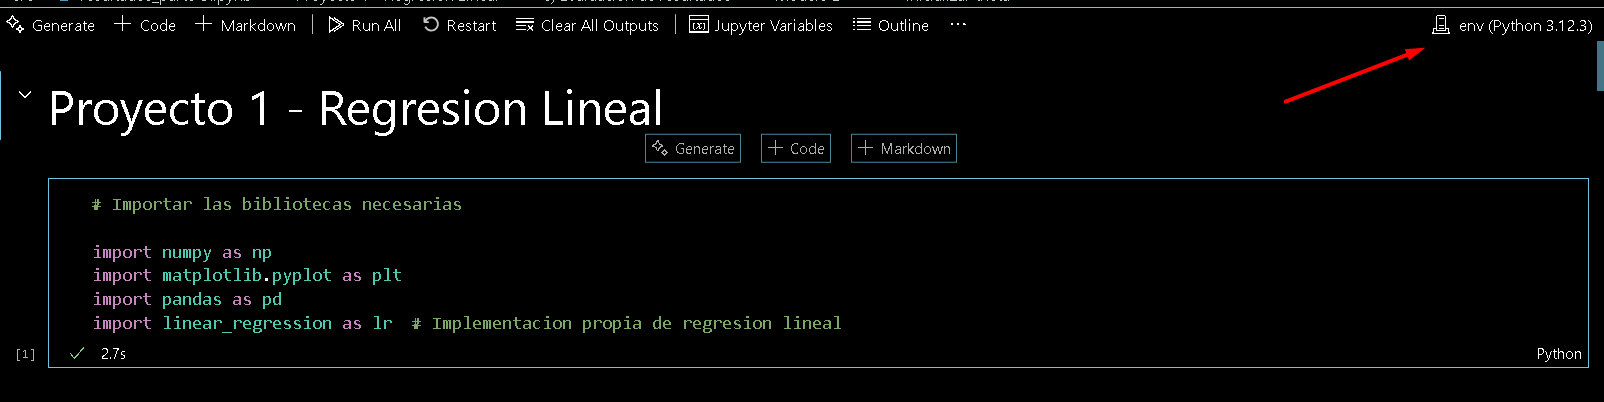 Generate + Code + Markdown Run All Restart Clear All Outputs Jupyter Variables Outline ... env (Python 3.12.3)
Proyecto 1 - Regresion Lineal
Generate + Code + Markdown
# Importar las bibliotecas necesarias
import numpy as np
import matplotlib.pyplot as plt
import pandas as pd
import linear_regression as lr # Implementacion propia de regresion lineal
[1] 2.7s Python